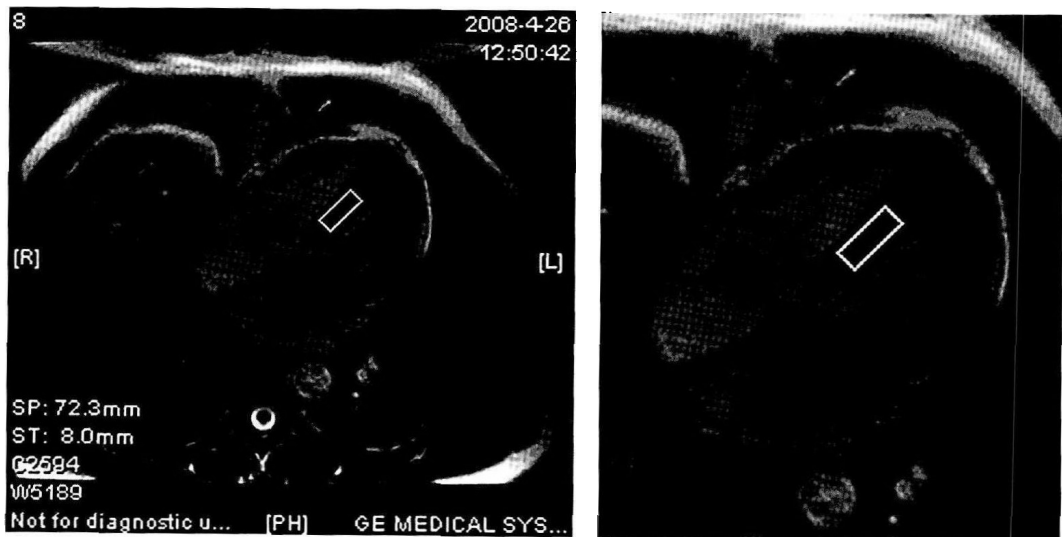 8
2008-4-26
12:50:42
[R]
[L]
SP: 72.3mm
ST: 8.0mm
C2594
W5189
Not for diagnostic u...
[PH]
GE MEDICAL SYS...